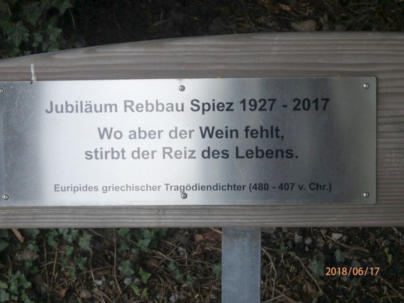 Jubiläum Rebbau Spiez 1927 - 2017
Wo aber der Wein fehlt,
stirbt der Reiz des Lebens.
Euripides griechischer Tragödiendichter (480 - 407 v. Chr.)
2018/06/17